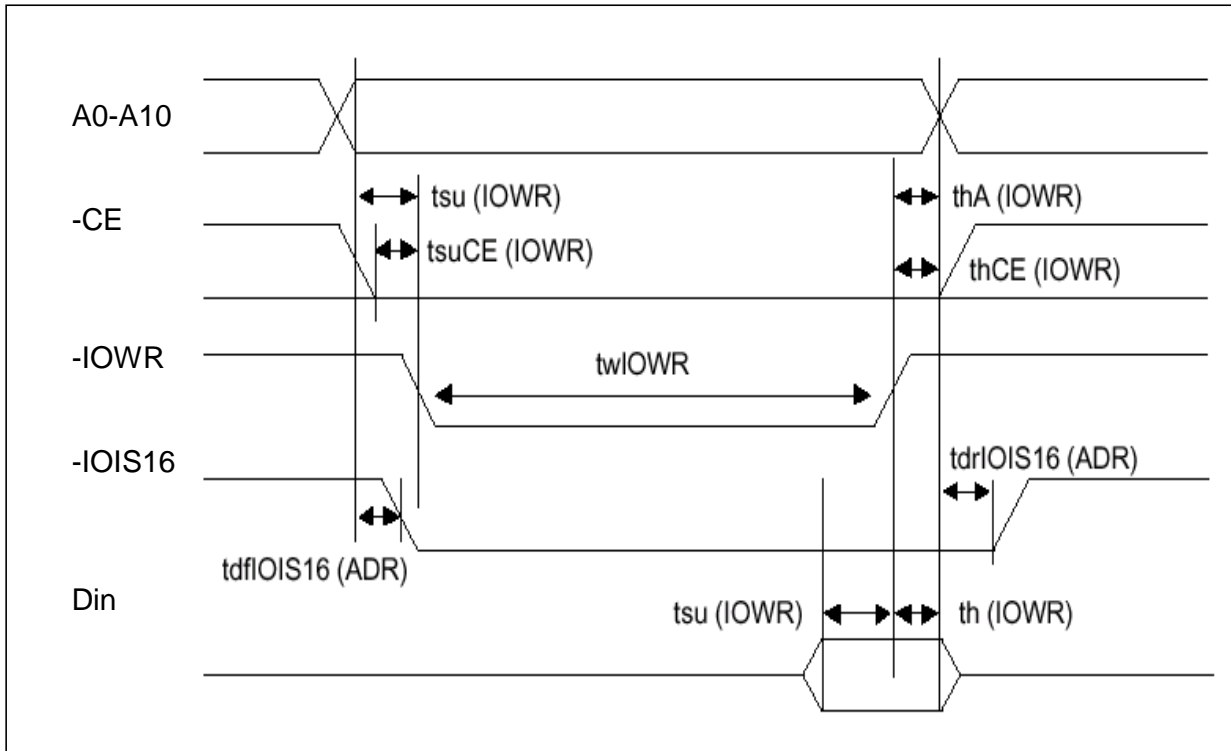 A0-A10
tsu (IOWR)
thA (IOWR)
-CE
tsuCE (IOWR)
thCE (IOWR)
-IOWR
twIOWR
-IOIS16
tdrIOIS16 (ADR)
tdfIOIS16 (ADR)
Din
tsu (IOWR)
th (IOWR)